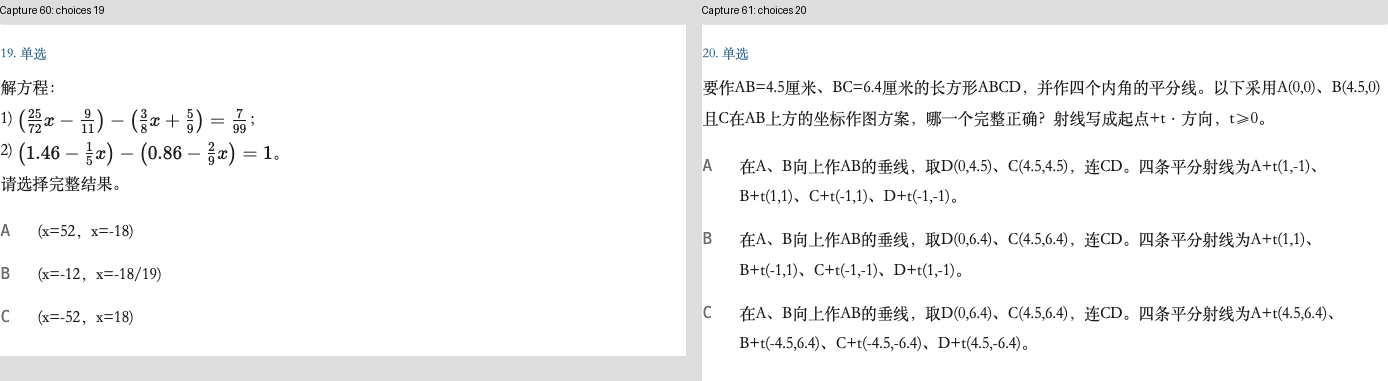 Capture 60: choices 19
19. 单选
解方程：
1) (25/72 x − 9/11) − (3/8 x + 5/9) = 7/99；
2) (1.46 − 1/5 x) − (0.86 − 2/9 x) = 1。
请选择完整结果。
A (x=52，x=-18)
B (x=-12，x=-18/19)
C (x=-52，x=18)
Capture 61: choices 20
20. 单选
要作AB=4.5厘米、BC=6.4厘米的长方形ABCD，并作四个内角的平分线。以下采用A(0,0)、B(4.5,0)
且C在AB上方的坐标作图方案，哪一个完整正确？射线写成起点+t · 方向，t⩾0。
A 在A、B向上作AB的垂线，取D(0,4.5)、C(4.5,4.5)，连CD。四条平分射线为A+t(1,-1)、
B+t(1,1)、C+t(-1,1)、D+t(-1,-1)。
B 在A、B向上作AB的垂线，取D(0,6.4)、C(4.5,6.4)，连CD。四条平分射线为A+t(1,1)、
B+t(-1,1)、C+t(-1,-1)、D+t(1,-1)。
C 在A、B向上作AB的垂线，取D(0,6.4)、C(4.5,6.4)，连CD。四条平分射线为A+t(4.5,6.4)、
B+t(-4.5,6.4)、C+t(-4.5,-6.4)、D+t(4.5,-6.4)。